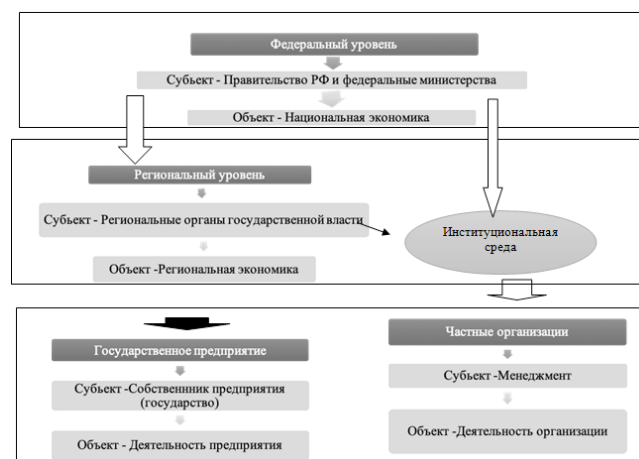 Федеральный уровень
Субъект - Правительство РФ и федеральные министерства
Объект - Национальная экономика
Региональный уровень
Субъект - Региональные органы государственной власти
Объект -Региональная экономика
Институциональная
среда
Государственное предприятие
Субъект -Собственнник предприятия
(государство)
Объект - Деятельность предприятия
Частные организации
Субъект -Менеджмент
Объект -Деятельность организации